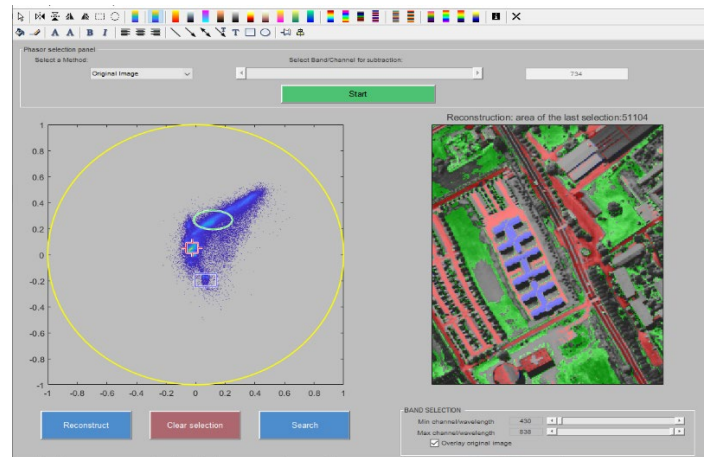 A A B I T
Phasor selection panel
Select a Method:
Select Band/Channel for subtraction:
Original Image
734
Start
Reconstruction: area of the last selection:51104
1
0.8
0.6
0.4
0.2
0
-0.2
-0.4
-0.6
-0.8
-1
-1 -0.8 -0.6 -0.4 -0.2 0 0.2 0.4 0.6 0.8 1
Reconstruct
Clear selection
Search
BAND SELECTION
Min channel/wavelength 430
Max channel/wavelength 838
Overlay original image